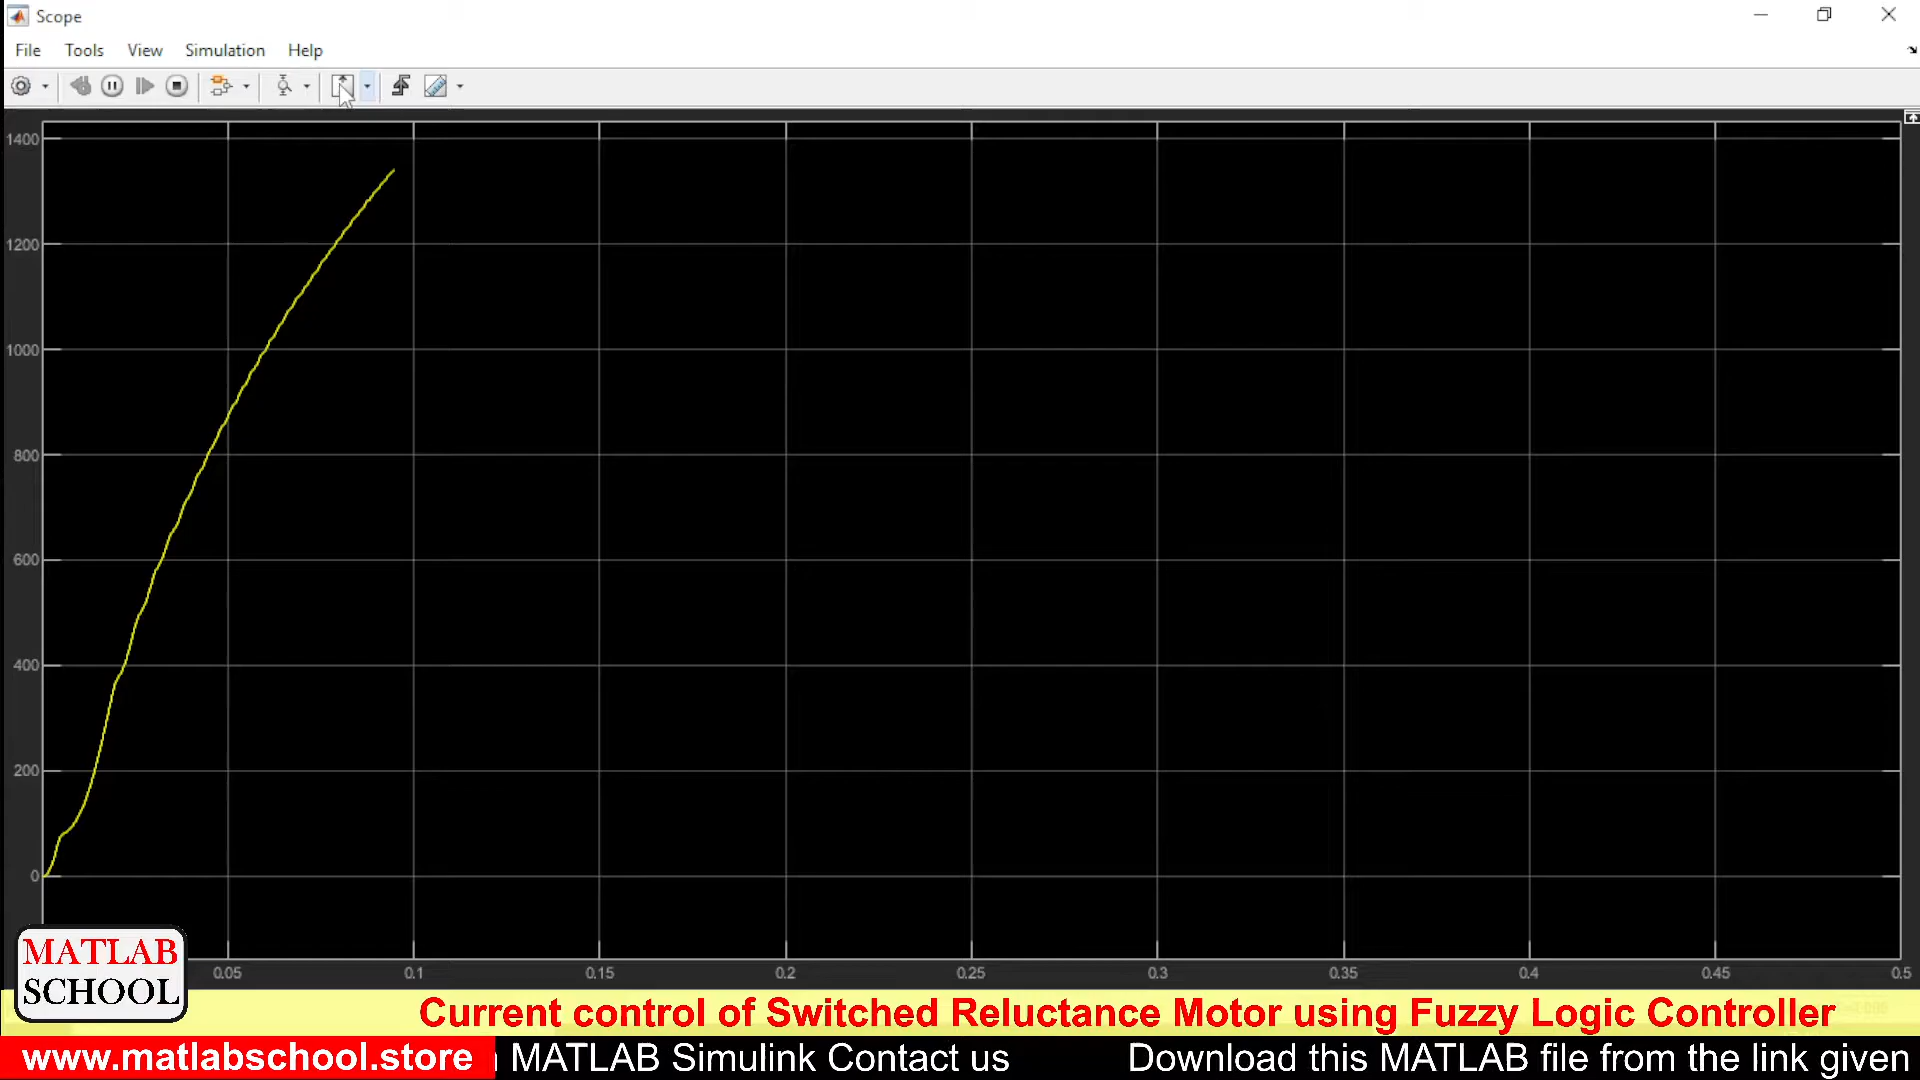 Scope
File Tools View Simulation Help
1400
1200
1000
800
600
400
200
0
0.05 0.1 0.15 0.2 0.25 0.3 0.35 0.4 0.45 0.5
MATLAB
SCHOOL
Current control of Switched Reluctance Motor using Fuzzy Logic Controller
www.matlabschool.store MATLAB Simulink Contact us Download this MATLAB file from the link given